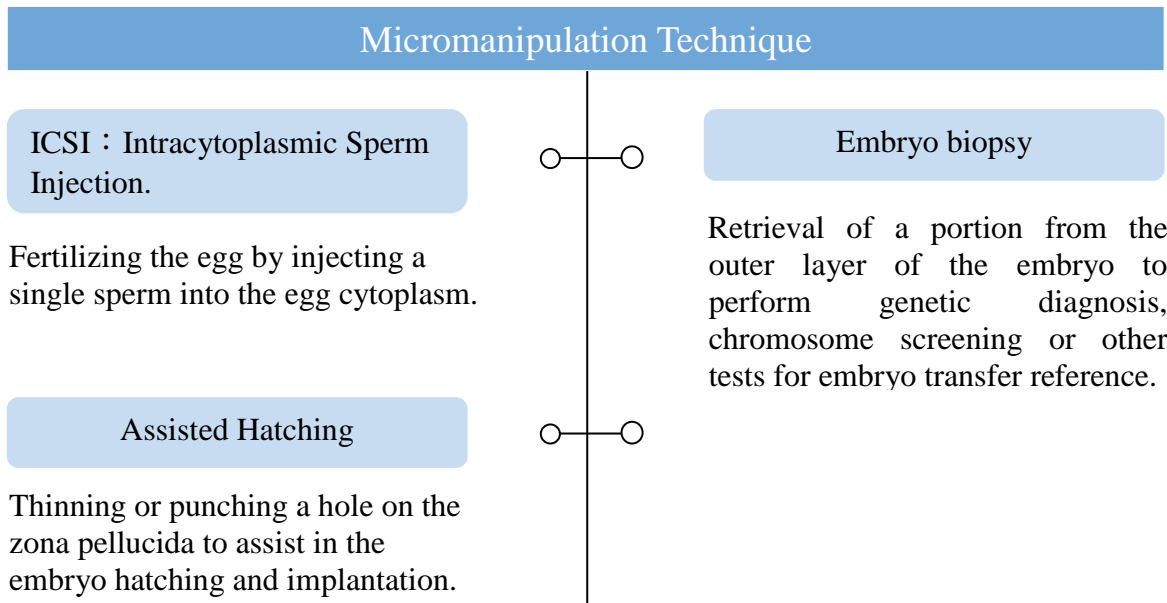 Micromanipulation Technique
ICSI：Intracytoplasmic Sperm
Injection.
Fertilizing the egg by injecting a
single sperm into the egg cytoplasm.
Embryo biopsy
Retrieval of a portion from the
outer layer of the embryo to
perform genetic diagnosis,
chromosome screening or other
tests for embryo transfer reference.
Assisted Hatching
Thinning or punching a hole on the
zona pellucida to assist in the
embryo hatching and implantation.